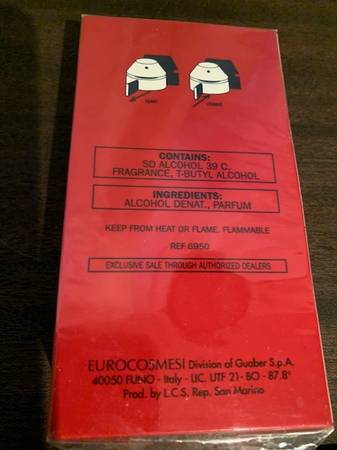 open closed
CONTAINS:
SD ALCOHOL 39 C,
FRAGRANCE, T-BUTYL ALCOHOL
INGREDIENTS:
ALCOHOL DENAT., PARFUM
KEEP FROM HEAT OR FLAME. FLAMMABLE
REF 6950
EXCLUSIVE SALE THROUGH AUTHORIZED DEALERS
EUROCOSMESI Division of Guaber S.p.A.
40050 FUNO - Italy - LIC. UTF 21 - BO - 87.8°
Prod. by L.C.S. Rep. San Marino